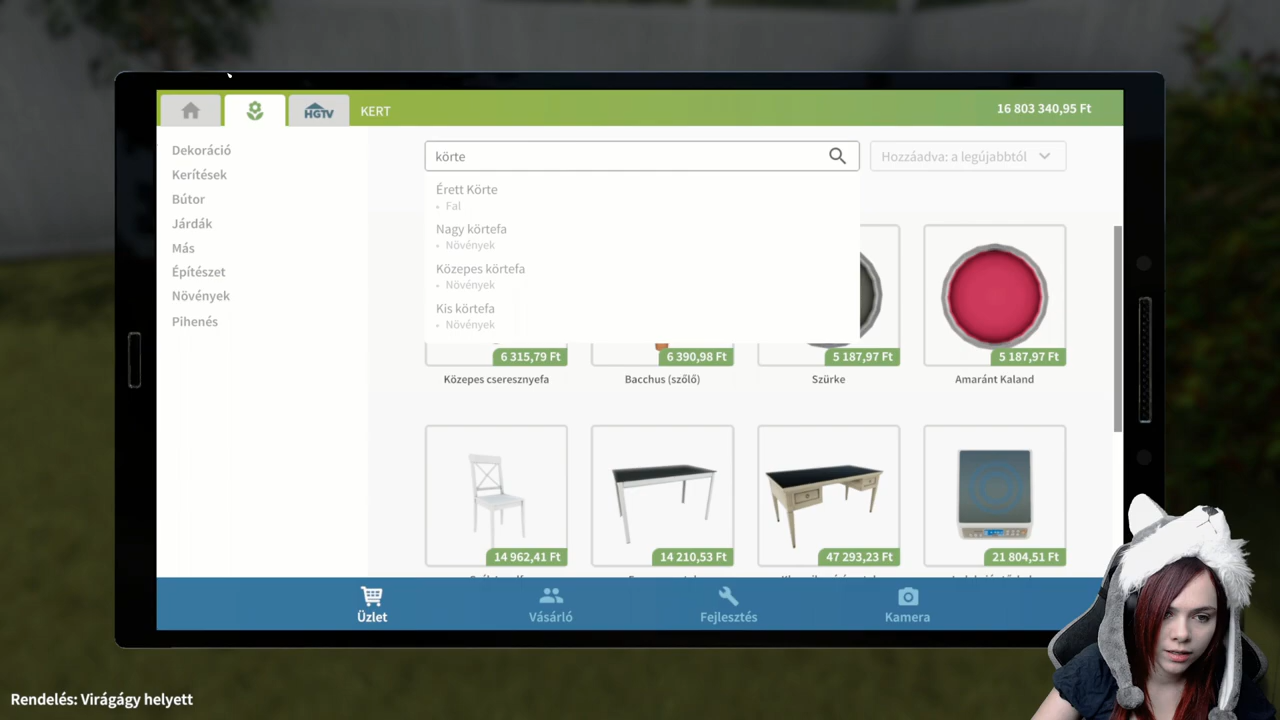 HGTV
KERT
16 803 340,95 Ft
Dekoráció
Kerítések
Bútor
Járdák
Más
Építészet
Növények
Pihenés
körte
Hozzáadva: a legújabbtól
Érett Körte
Fal
Nagy körtefa
Növények
Közepes körtefa
Növények
Kis körtefa
Növények
6 315,79 Ft
6 390,98 Ft
5 187,97 Ft
5 187,97 Ft
Közepes cseresznyefa
Bacchus (szőlő)
Szürke
Amaránt Kaland
14 962,41 Ft
14 210,53 Ft
47 293,23 Ft
21 804,51 Ft
Üzlet
Vásárló
Fejlesztés
Kamera
Rendelés: Virágágy helyett